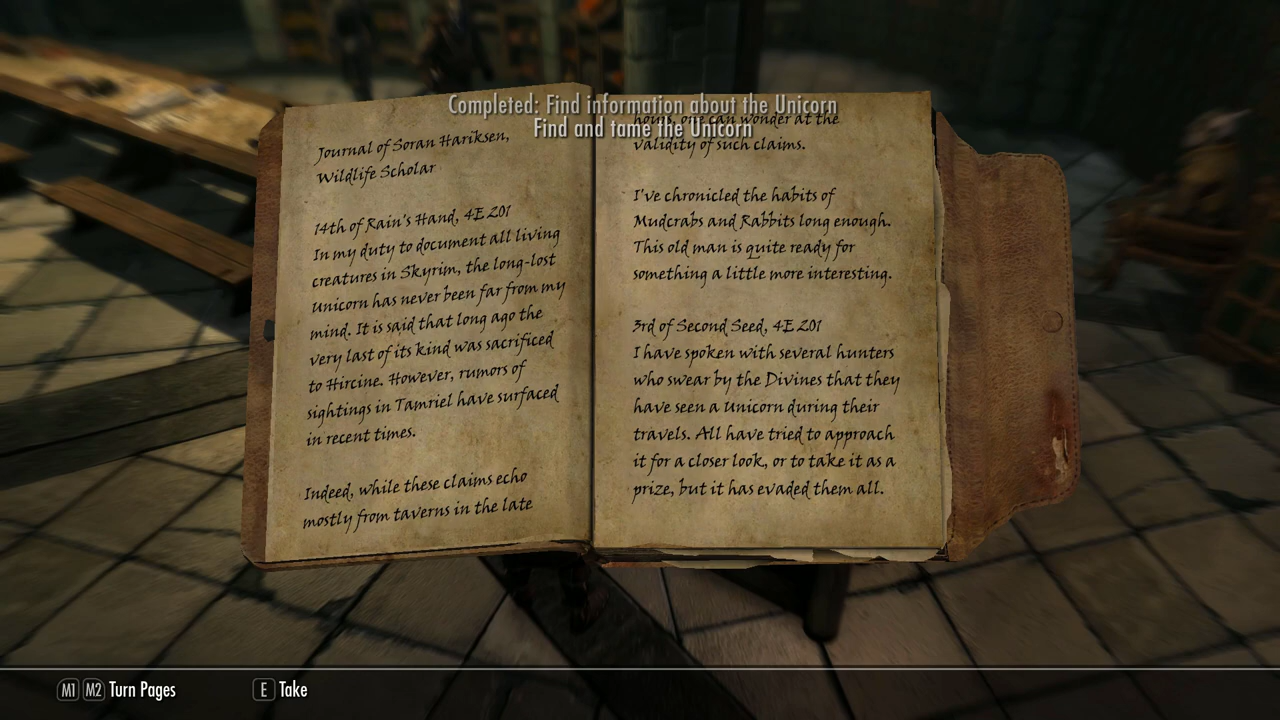 Completed: Find information about the Unicorn
Find and tame the Unicorn
Journal of Soran Hariksen,
Wildlife Scholar
14th of Rain's Hand, 4E 201
In my duty to document all living
creatures in Skyrim, the long-lost
Unicorn has never been far from my
mind. It is said that long ago the
very last of its kind was sacrificed
to Hircine. However, rumors of
sightings in Tamriel have surfaced
in recent times.
Indeed, while these claims echo
mostly from taverns in the late
hours, one can wonder at the
validity of such claims.
I've chronicled the habits of
Mudcrabs and Rabbits long enough.
This old man is quite ready for
something a little more interesting.
3rd of Second Seed, 4E 201
I have spoken with several hunters
who swear by the Divines that they
have seen a Unicorn during their
travels. All have tried to approach
it for a closer look, or to take it as a
prize, but it has evaded them all.
M1 M2 Turn Pages
E Take